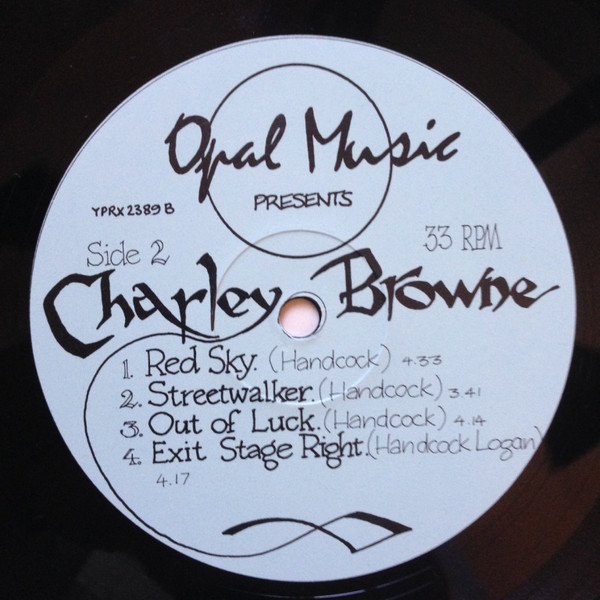 Opal Music
PRESENTS
YPRX 2389 B
Side 2
33 RPM
Charley Browne
1. Red Sky. (Handcock) 4.33
2. Streetwalker. (Handcock) 3.41
3. Out of Luck. (Handcock) 4.14
4. Exit Stage Right. (Handcock Logan)
4.17